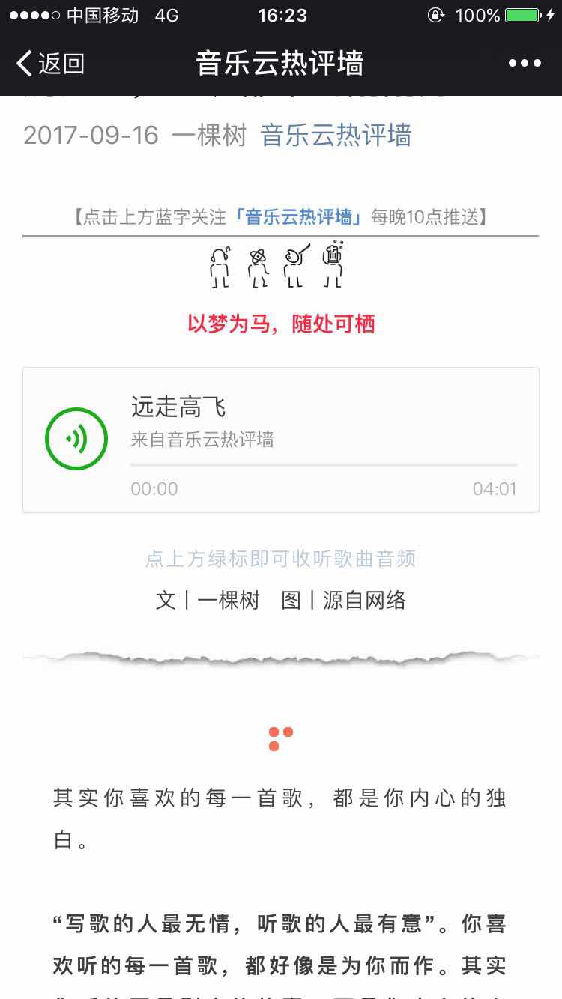 中国移动 4G 16:23 100%
返回 音乐云热评墙
2017-09-16 一棵树 音乐云热评墙
【点击上方蓝字关注「音乐云热评墙」每晚10点推送】
以梦为马，随处可栖
远走高飞
来自音乐云热评墙
00:00 04:01
点上方绿标即可收听歌曲音频
文丨一棵树 图丨源自网络
其实你喜欢的每一首歌，都是你内心的独
白。
“写歌的人最无情，听歌的人最有意”。你喜
欢听的每一首歌，都好像是为你而作。其实